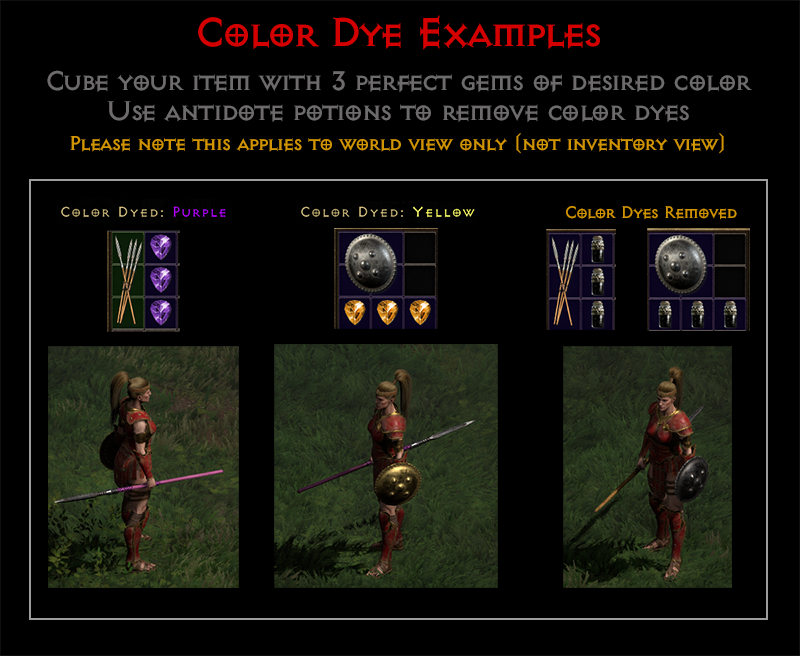 Color Dye Examples
Cube your item with 3 perfect gems of desired color
Use antidote potions to remove color dyes
Please note this applies to world view only (not inventory view)
Color Dyed: Purple
Color Dyed: Yellow
Color Dyes Removed